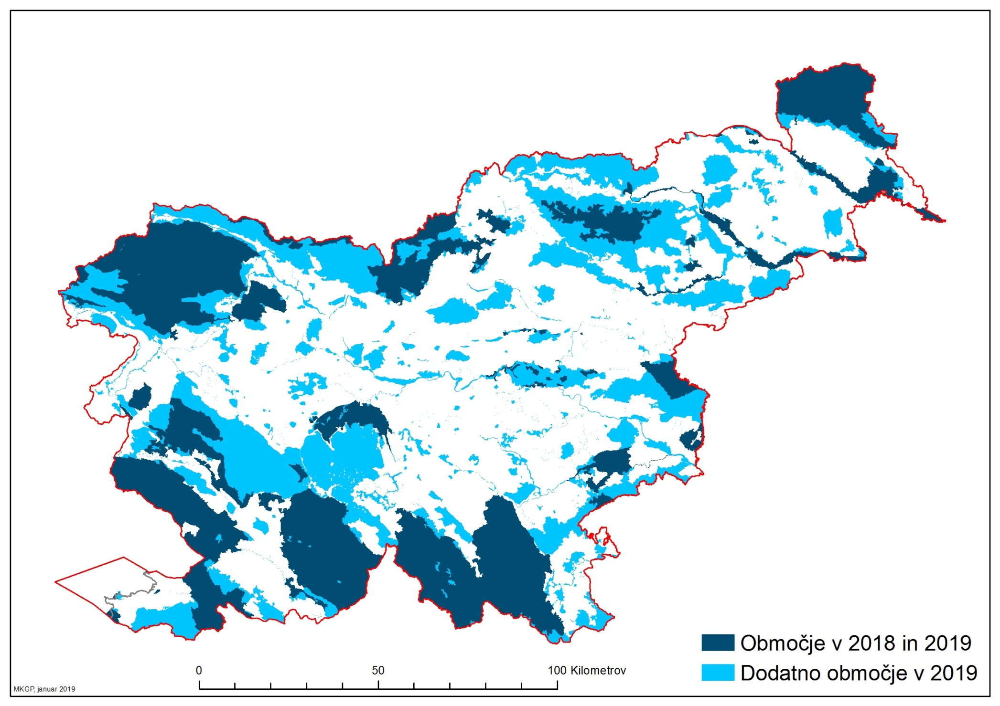 Območje v 2018 in 2019
Dodatno območje v 2019
0 50 100 Kilometrov
MKGP, januar 2019